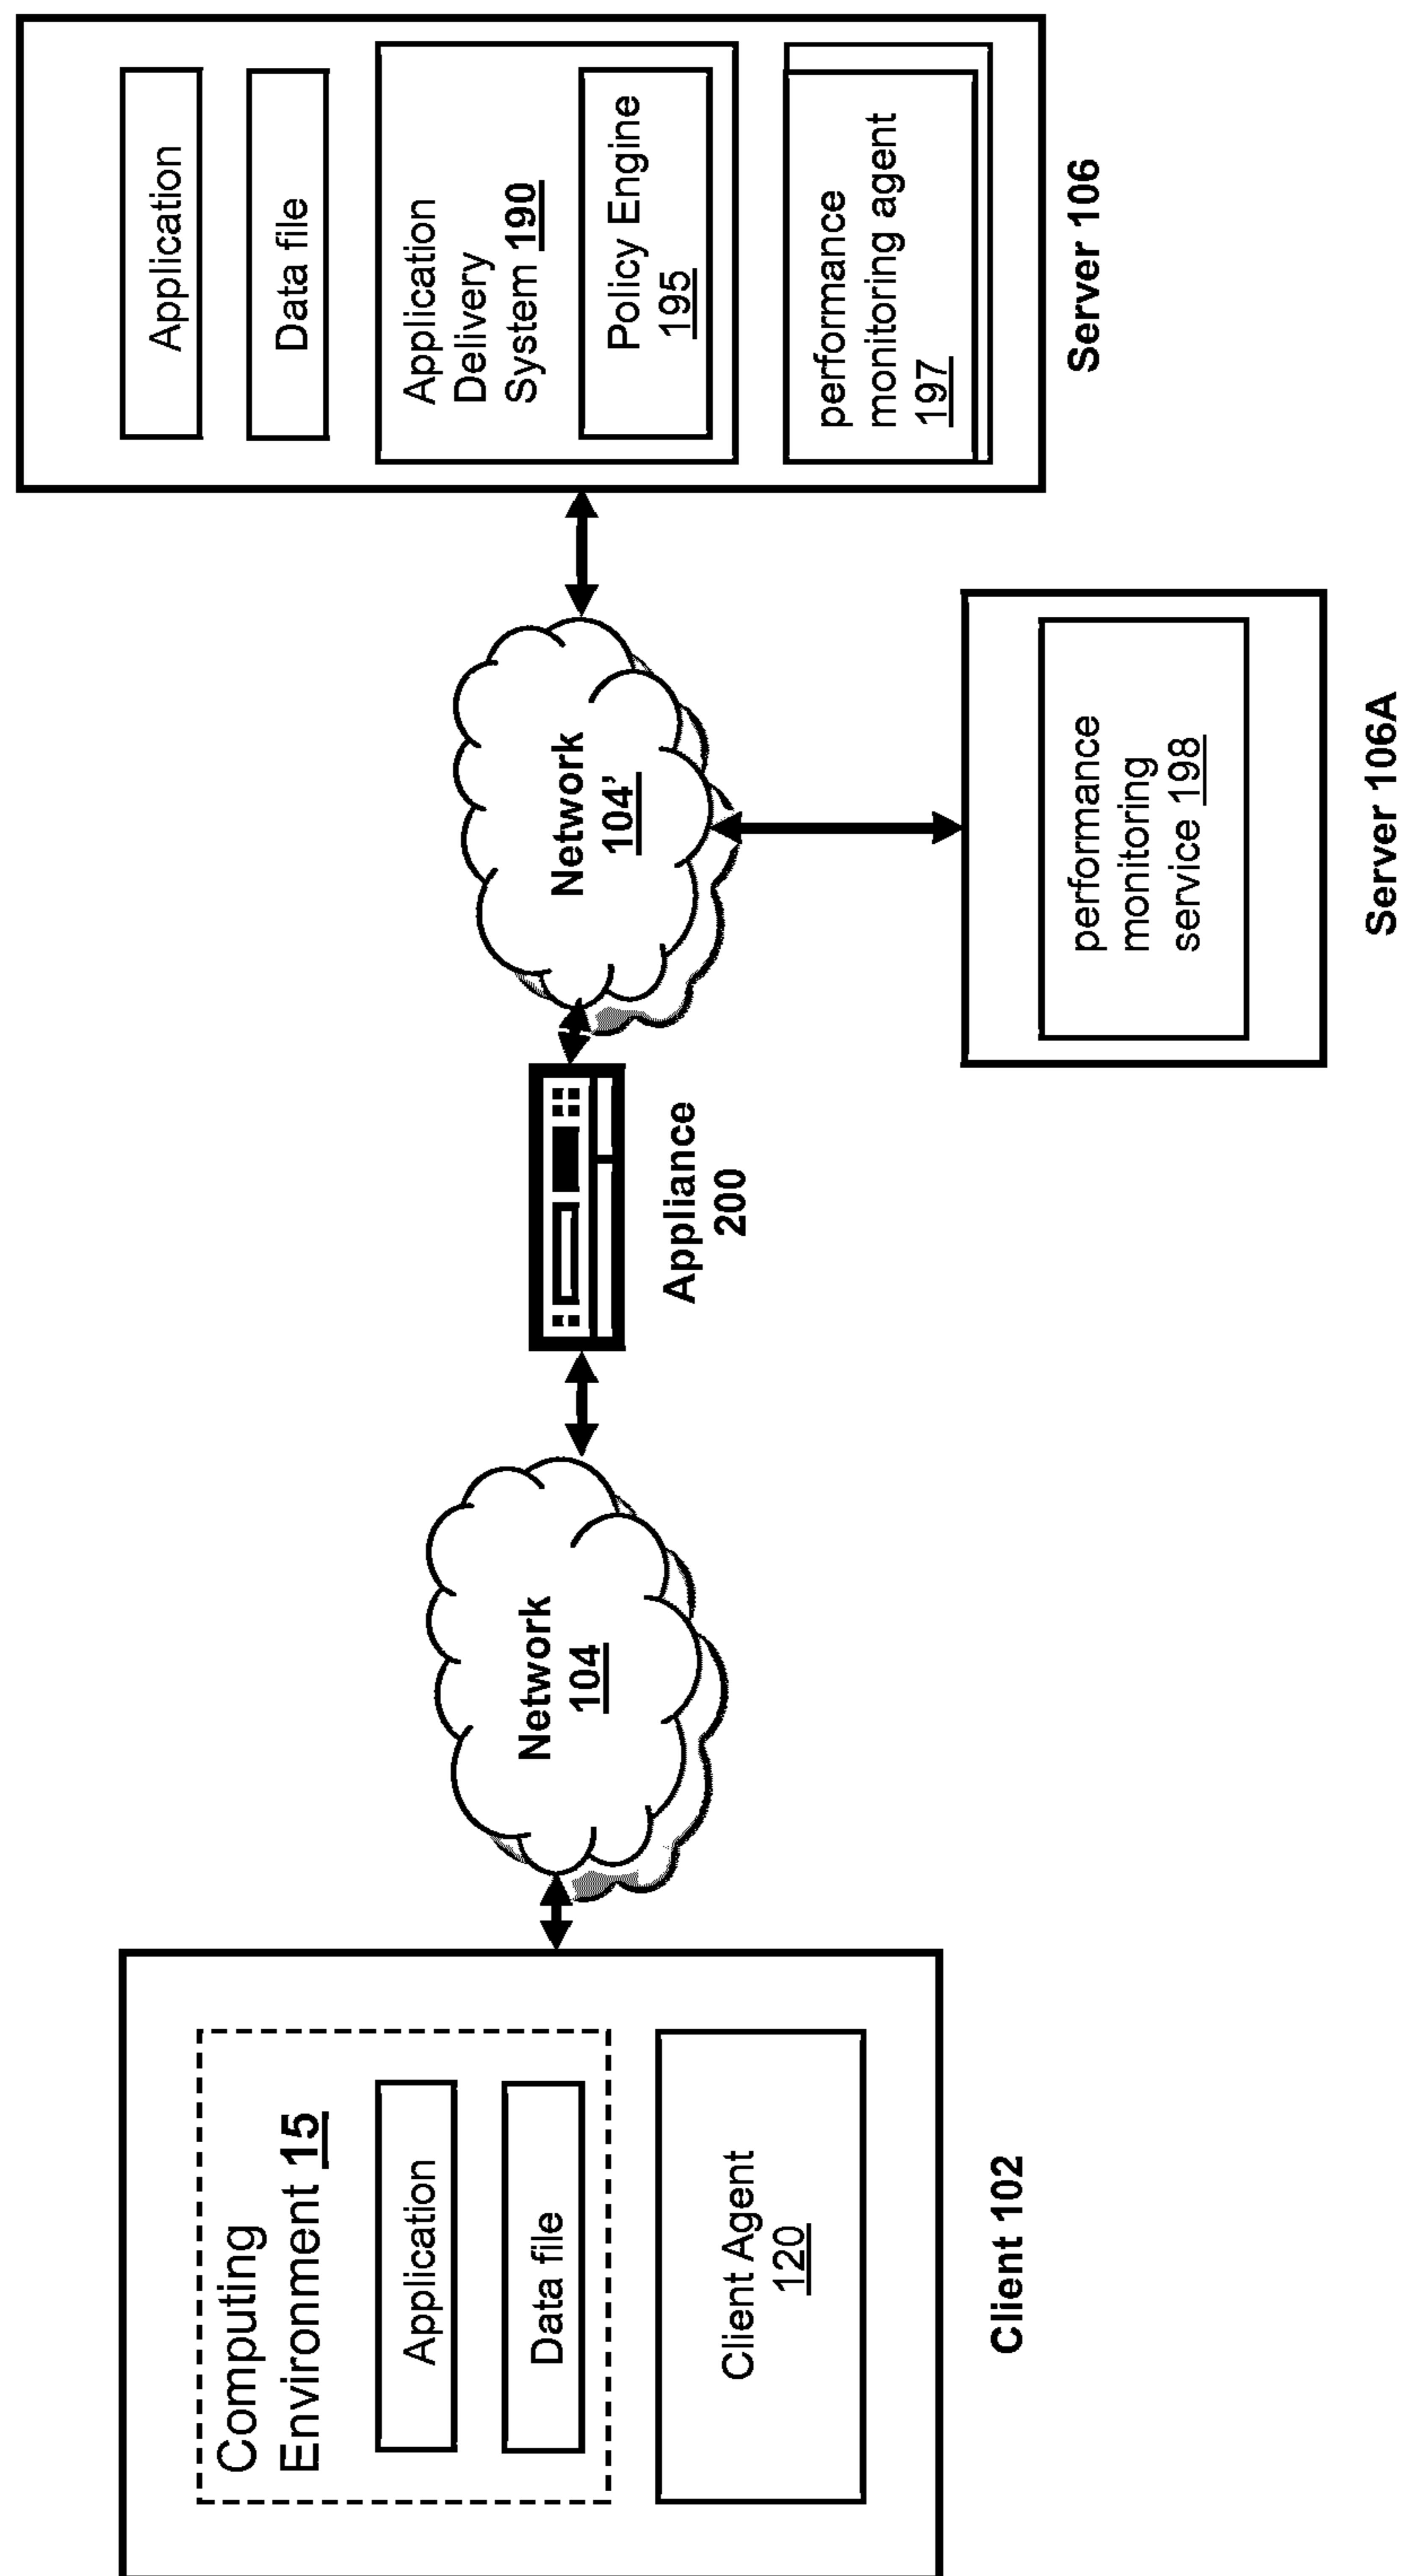 Computing
Environment 15
Application
Data file
Client Agent
120
Client 102
Network
104
Appliance
200
Network
104’
performance
monitoring
service 198
Server 106A
Application
Data file
Application
Delivery
System 190
Policy Engine
195
performance
monitoring agent
197
Server 106